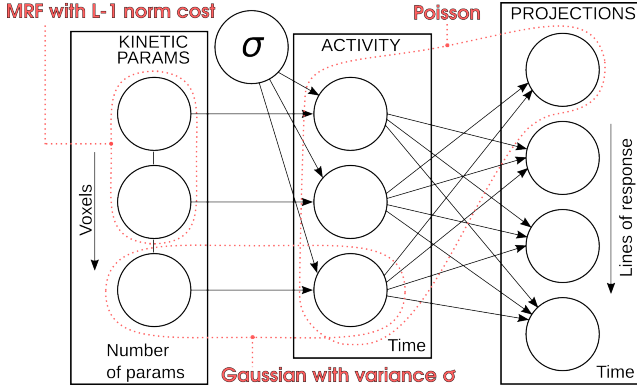 MRF with L-1 norm cost
Poisson
PROJECTIONS
KINETIC
PARAMS
σ
ACTIVITY
Voxels
Lines of response
Number
of params
Time
Time
Gaussian with variance σ